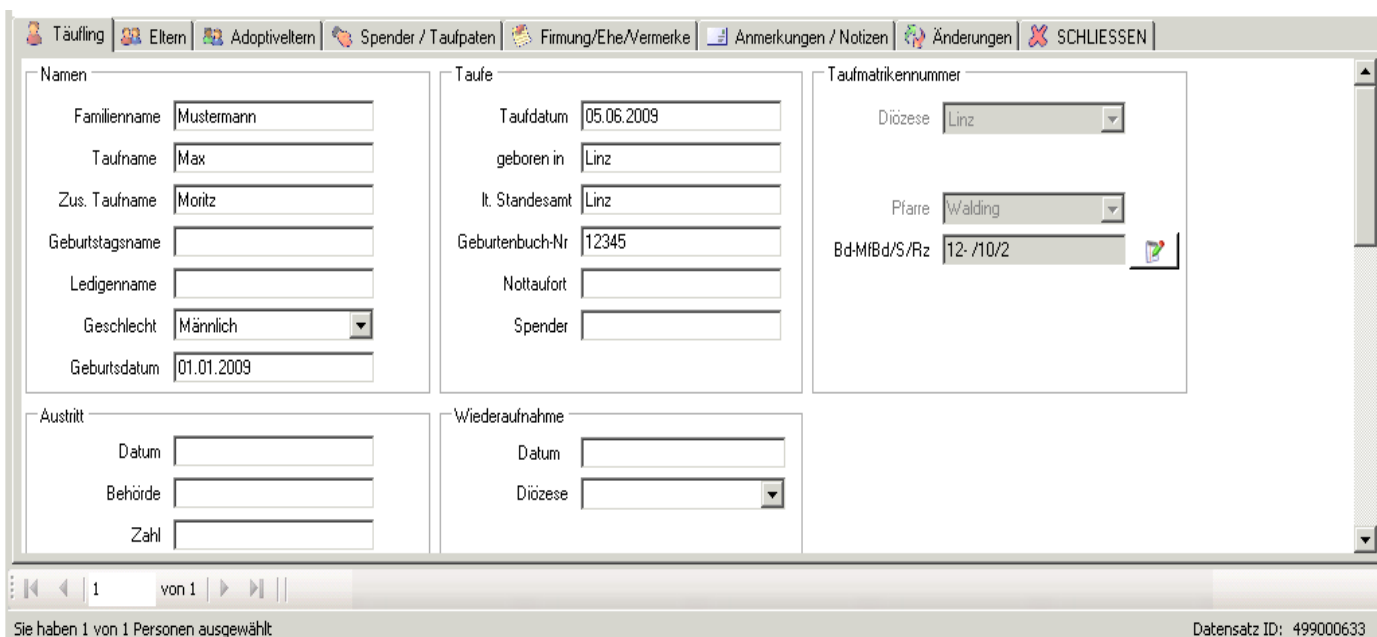 Täufling Eltern Adoptiveltern Spender / Taufpaten Firmung/Ehe/Vermerke Anmerkungen / Notizen Änderungen SCHLIESSEN
Namen
Familienname Mustermann
Taufname Max
Zus. Taufname Moritz
Geburtstagsname
Ledigenname
Geschlecht Männlich
Geburtsdatum 01.01.2009
Taufe
Taufdatum 05.06.2009
geboren in Linz
lt. Standesamt Linz
Geburtenbuch-Nr 12345
Nottaufort
Spender
Taufmatrikennummer
Diözese Linz
Pfarre Walding
Bd-MfBd/S/Rz 12- /10/2
Austritt
Datum
Behörde
Zahl
Wiederaufnahme
Datum
Diözese
1 von 1
Sie haben 1 von 1 Personen ausgewählt Datensatz ID: 499000633